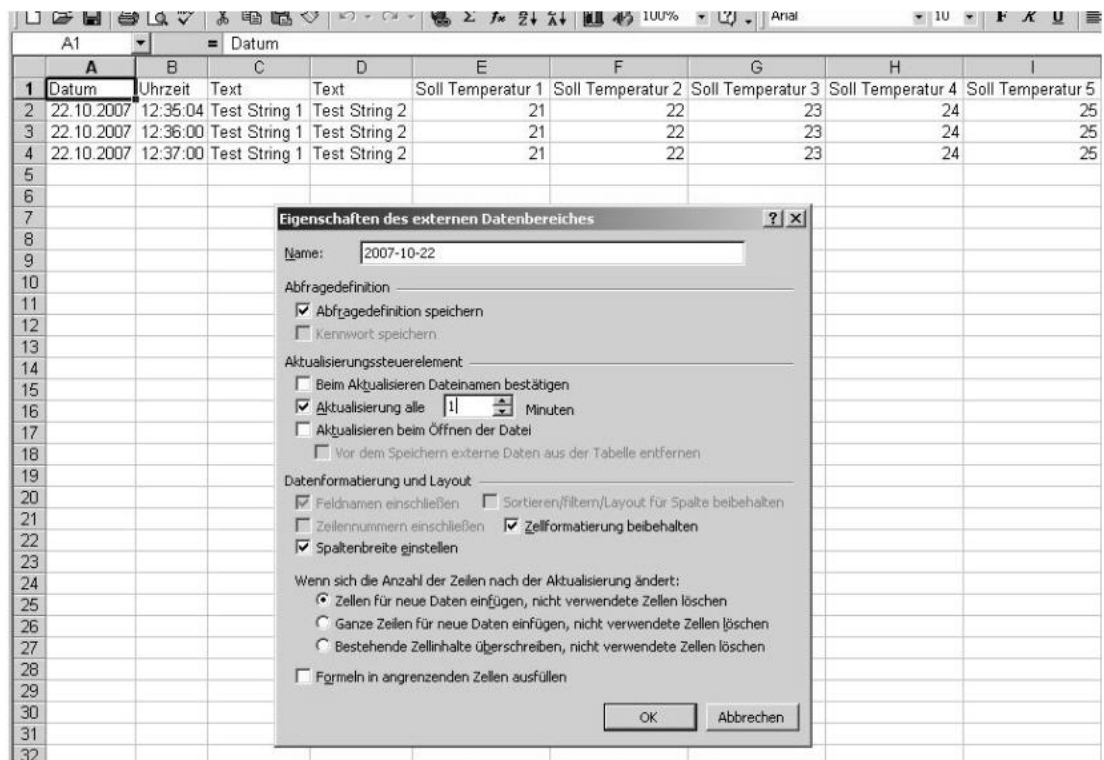 100% Arial 10 F K U
A1 = Datum
A B C D E F G H I
1 Datum Uhrzeit Text Text Soll Temperatur 1 Soll Temperatur 2 Soll Temperatur 3 Soll Temperatur 4 Soll Temperatur 5
2 22.10.2007 12:35:04 Test String 1 Test String 2 21 22 23 24 25
3 22.10.2007 12:36:00 Test String 1 Test String 2 21 22 23 24 25
4 22.10.2007 12:37:00 Test String 1 Test String 2 21 22 23 24 25
5
6
7
8
9
10
11
12
13
14
15
16
17
18
19
20
21
22
23
24
25
26
27
28
29
30
31
32
Eigenschaften des externen Datenbereiches
Name: 2007-10-22
Abfragedefinition
Abfragedefinition speichern
Kennwort speichern
Aktualisierungssteuerelement
Beim Aktualisieren Dateinamen bestätigen
Aktualisierung alle 1 Minuten
Aktualisieren beim Öffnen der Datei
Vor dem Speichern externe Daten aus der Tabelle entfernen
Datenformatierung und Layout
Feldnamen einschließen Sortieren/filtern/Layout für Spalte beibehalten
Zeilennummern einschließen Zellformatierung beibehalten
Spaltenbreite einstellen
Wenn sich die Anzahl der Zeilen nach der Aktualisierung ändert:
Zellen für neue Daten einfügen, nicht verwendete Zellen löschen
Ganze Zeilen für neue Daten einfügen, nicht verwendete Zellen löschen
Bestehende Zellinhalte überschreiben, nicht verwendete Zellen löschen
Formeln in angrenzenden Zellen ausfüllen
OK Abbrechen